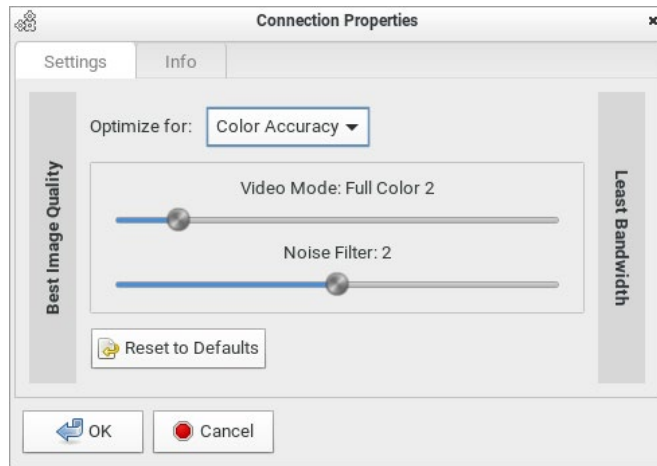 Connection Properties
Settings
Info
Best Image Quality
Optimize for:
Color Accuracy
Video Mode: Full Color 2
Noise Filter: 2
Reset to Defaults
Least Bandwidth
OK
Cancel